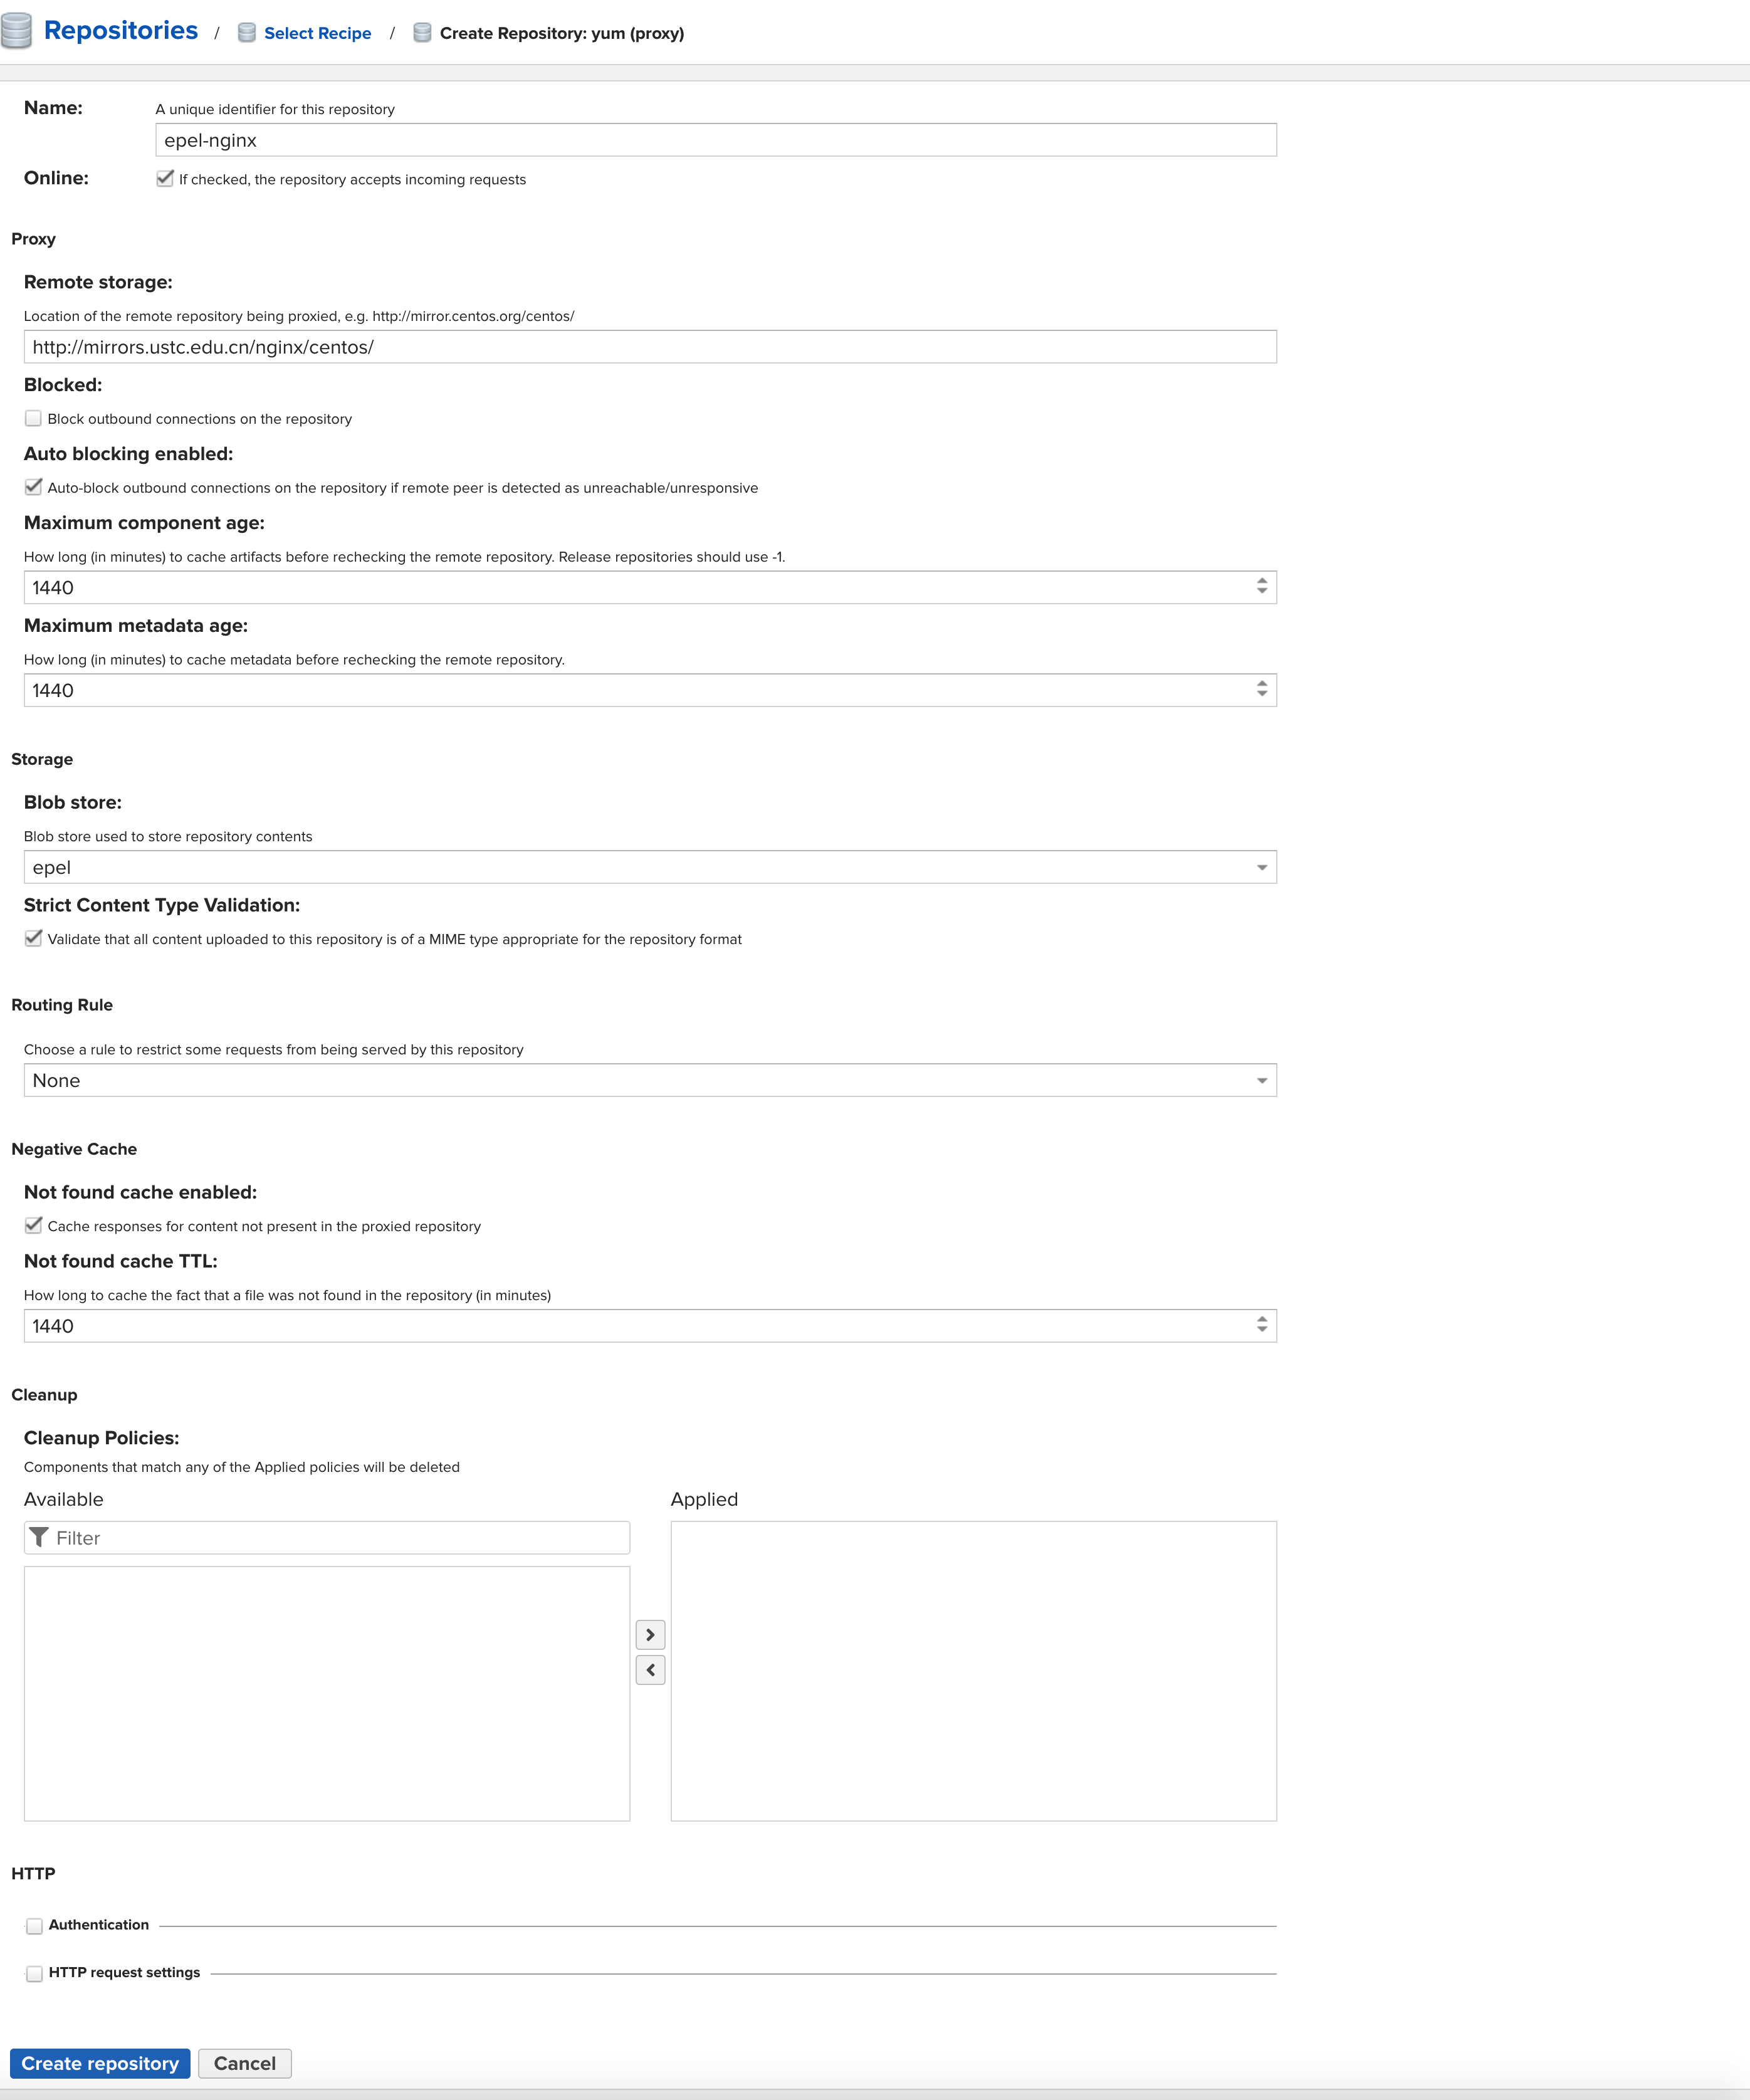 Repositories / Select Recipe / Create Repository: yum (proxy)
Name: A unique identifier for this repository
epel-nginx
Online: If checked, the repository accepts incoming requests
Proxy
Remote storage:
Location of the remote repository being proxied, e.g. http://mirror.centos.org/centos/
http://mirrors.ustc.edu.cn/nginx/centos/
Blocked:
Block outbound connections on the repository
Auto blocking enabled:
Auto-block outbound connections on the repository if remote peer is detected as unreachable/unresponsive
Maximum component age:
How long (in minutes) to cache artifacts before rechecking the remote repository. Release repositories should use -1.
1440
Maximum metadata age:
How long (in minutes) to cache metadata before rechecking the remote repository.
1440
Storage
Blob store:
Blob store used to store repository contents
epel
Strict Content Type Validation:
Validate that all content uploaded to this repository is of a MIME type appropriate for the repository format
Routing Rule
Choose a rule to restrict some requests from being served by this repository
None
Negative Cache
Not found cache enabled:
Cache responses for content not present in the proxied repository
Not found cache TTL:
How long to cache the fact that a file was not found in the repository (in minutes)
1440
Cleanup
Cleanup Policies:
Components that match any of the Applied policies will be deleted
Available Applied
Filter
HTTP
Authentication
HTTP request settings
Create repository Cancel